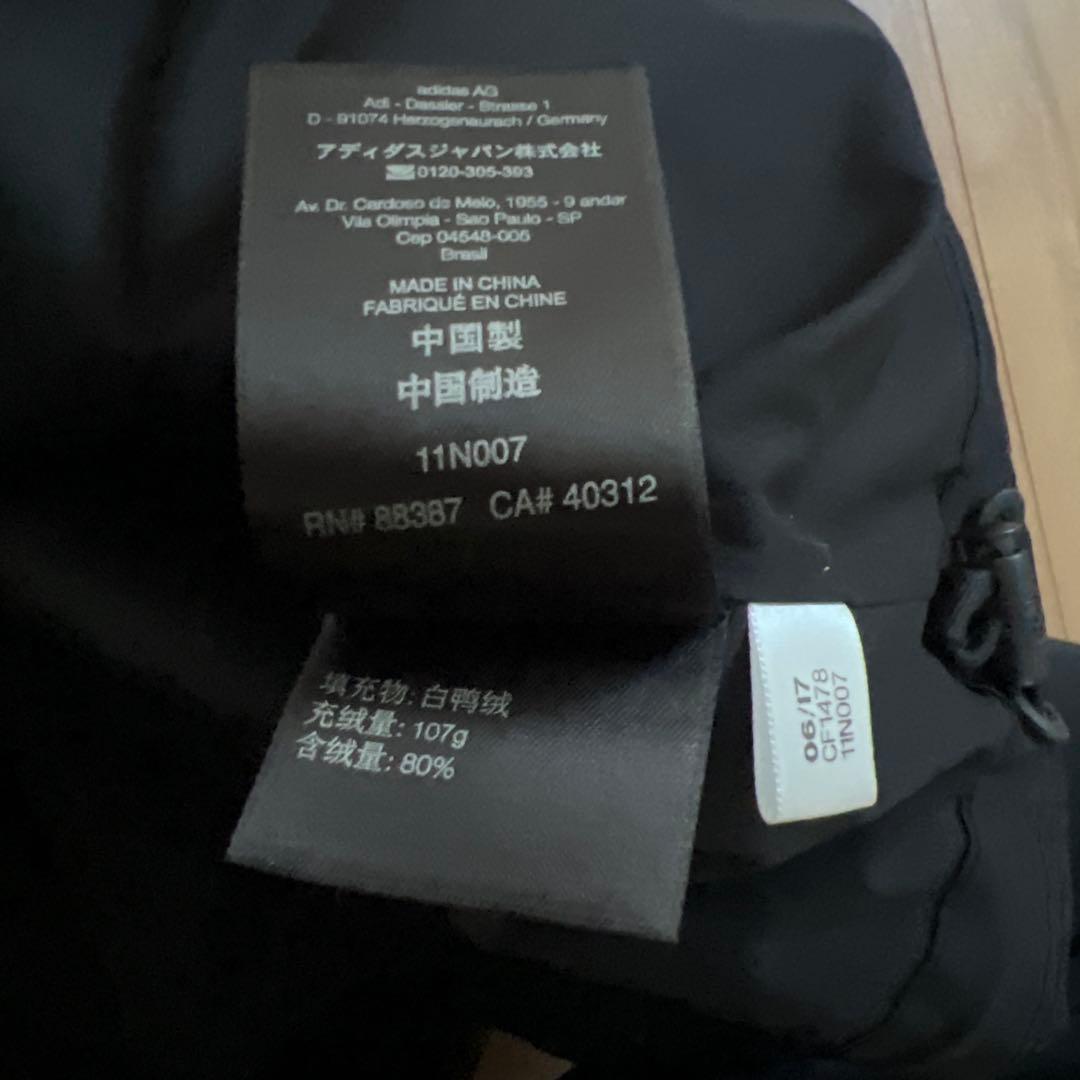 adidas AG
Adi - Dassler - Strasse 1
D - 91074 Herzogenaurach / Germany
アディダスジャパン株式会社
0120-305-393
Av. Dr. Cardoso de Melo, 1955 - 9 andar
Vila Olimpia - Sao Paulo - SP
Cep 04548-005
Brasil
MADE IN CHINA
FABRIQUÉ EN CHINE
中国製
中国制造
11N007
RN# 88387 CA# 40312
填充物: 白鸭绒
充绒量: 107g
含绒量: 80%
06/17
CF1478
11N007